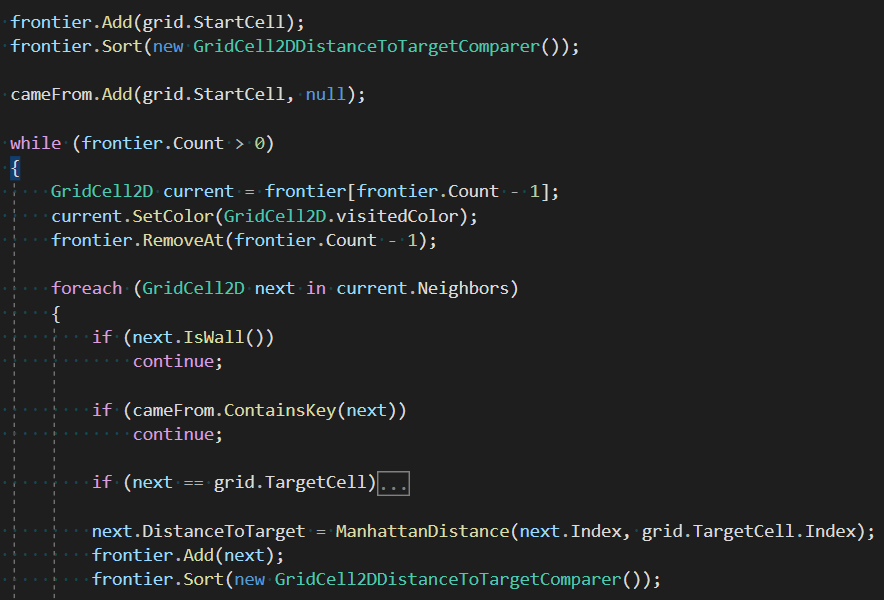 frontier.Add(grid.StartCell);
frontier.Sort(new GridCell2DDistanceToTargetComparer());
cameFrom.Add(grid.StartCell, null);
while (frontier.Count > 0)
{
GridCell2D current = frontier[frontier.Count - 1];
current.SetColor(GridCell2D.visitedColor);
frontier.RemoveAt(frontier.Count - 1);
foreach (GridCell2D next in current.Neighbors)
{
if (next.IsWall())
continue;
if (cameFrom.ContainsKey(next))
continue;
if (next == grid.TargetCell)...
next.DistanceToTarget = ManhattanDistance(next.Index, grid.TargetCell.Index);
frontier.Add(next);
frontier.Sort(new GridCell2DDistanceToTargetComparer());